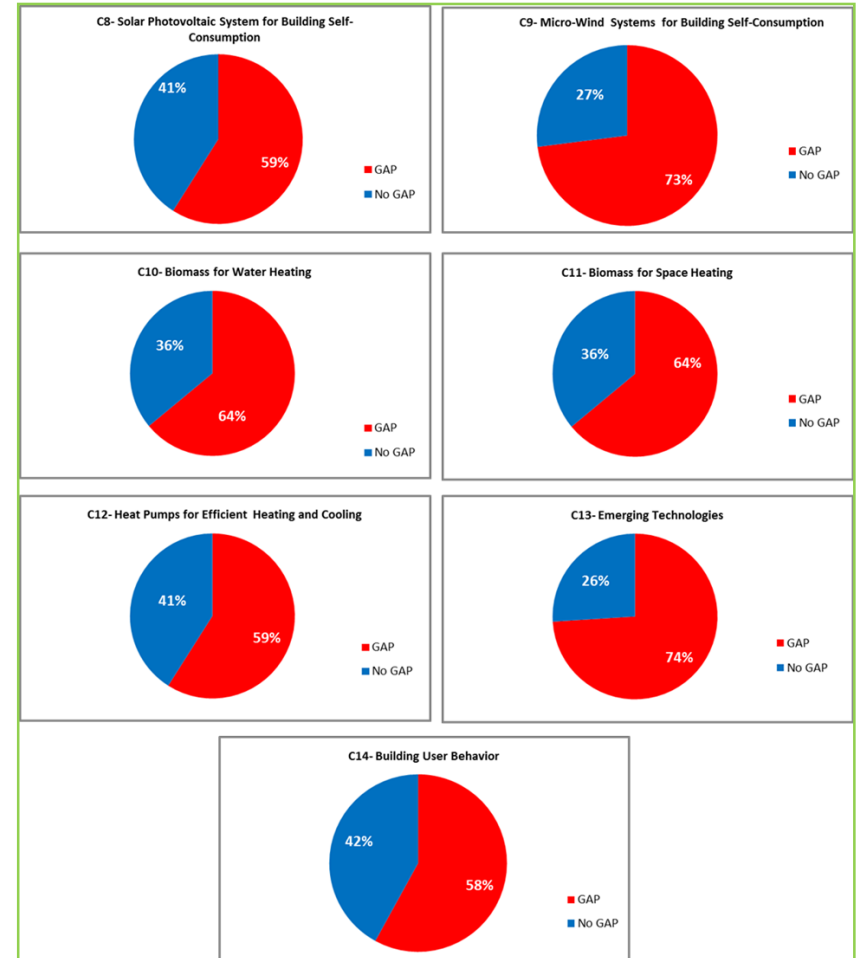 C8- Solar Photovoltaic System for Building Self-
Consumption
41%
59%
GAP
No GAP
C9- Micro-Wind Systems for Building Self-Consumption
27%
73%
GAP
No GAP
C10- Biomass for Water Heating
36%
64%
GAP
No GAP
C11- Biomass for Space Heating
36%
64%
GAP
No GAP
C12- Heat Pumps for Efficient Heating and Cooling
41%
59%
GAP
No GAP
C13- Emerging Technologies
26%
74%
GAP
No GAP
C14- Building User Behavior
42%
58%
GAP
No GAP